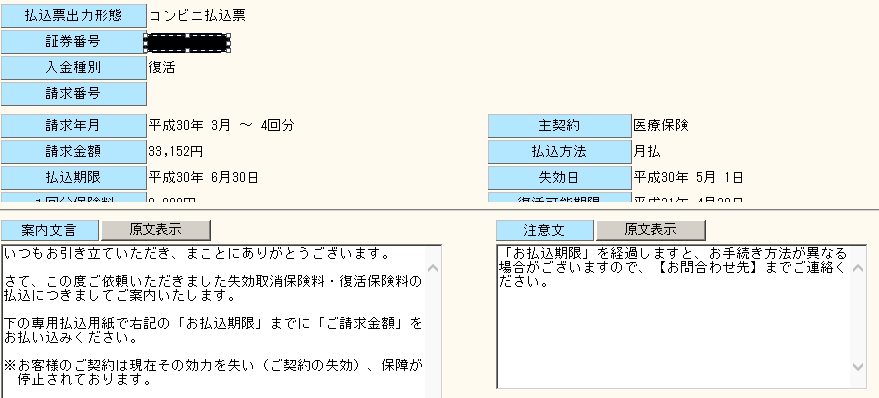 払込票出力形態 コンビニ払込票
証券番号
入金種別 復活
請求番号
請求年月 平成30年 3月 ～ 4回分 主契約 医療保険
請求金額 33,152円 払込方法 月払
払込期限 平成30年 6月30日 失効日 平成30年 5月 1日
案内文言 原文表示 注意文 原文表示
いつもお引き立ていただき、まことにありがとうございます。
さて、この度ご依頼いただきました失効取消保険料・復活保険料の
払込につきましてご案内いたします。
下の専用払込用紙で右記の「お払込期限」までに「ご請求金額」を
お払い込みください。
※お客様のご契約は現在その効力を失い（ご契約の失効）、保障が
停止されております。
「お払込期限」を経過しますと、お手続き方法が異なる
場合がございますので、【お問合わせ先】までご連絡く
ださい。